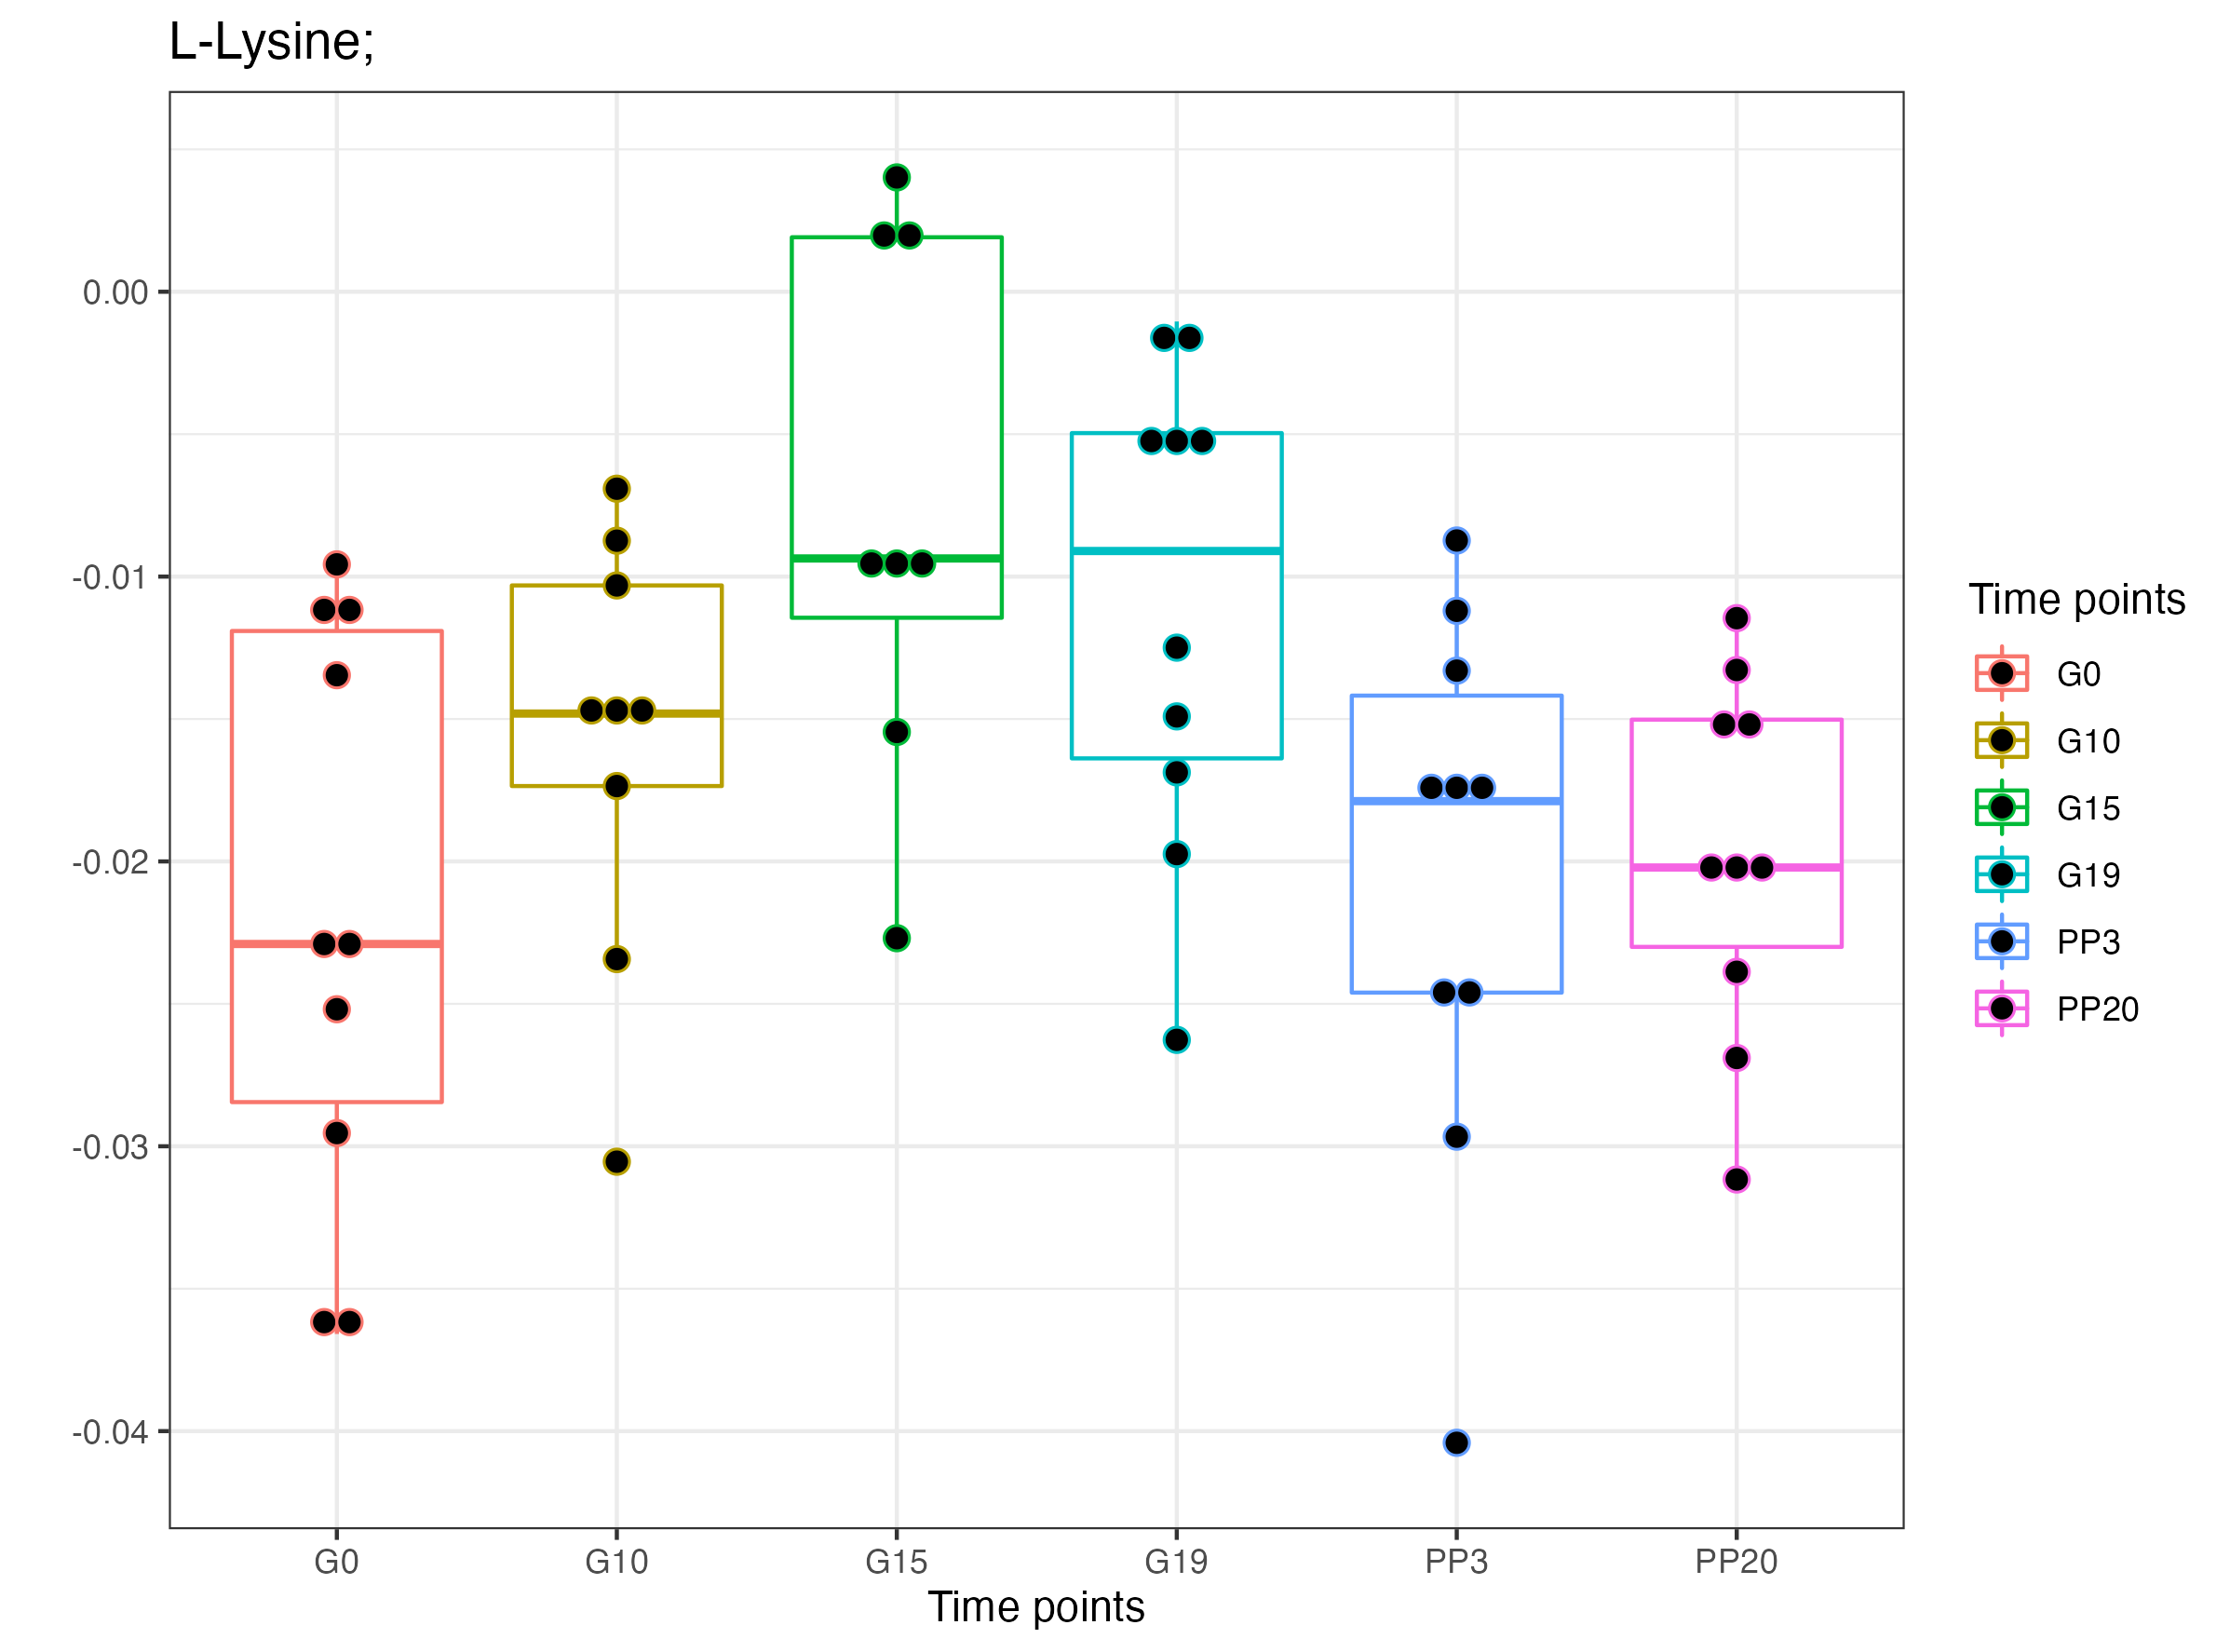 L-Lysine;
0.00
-0.01
-0.02
-0.03
-0.04
G0 G10 G15 G19 PP3 PP20
Time points
Time points
G0
G10
G15
G19
PP3
PP20